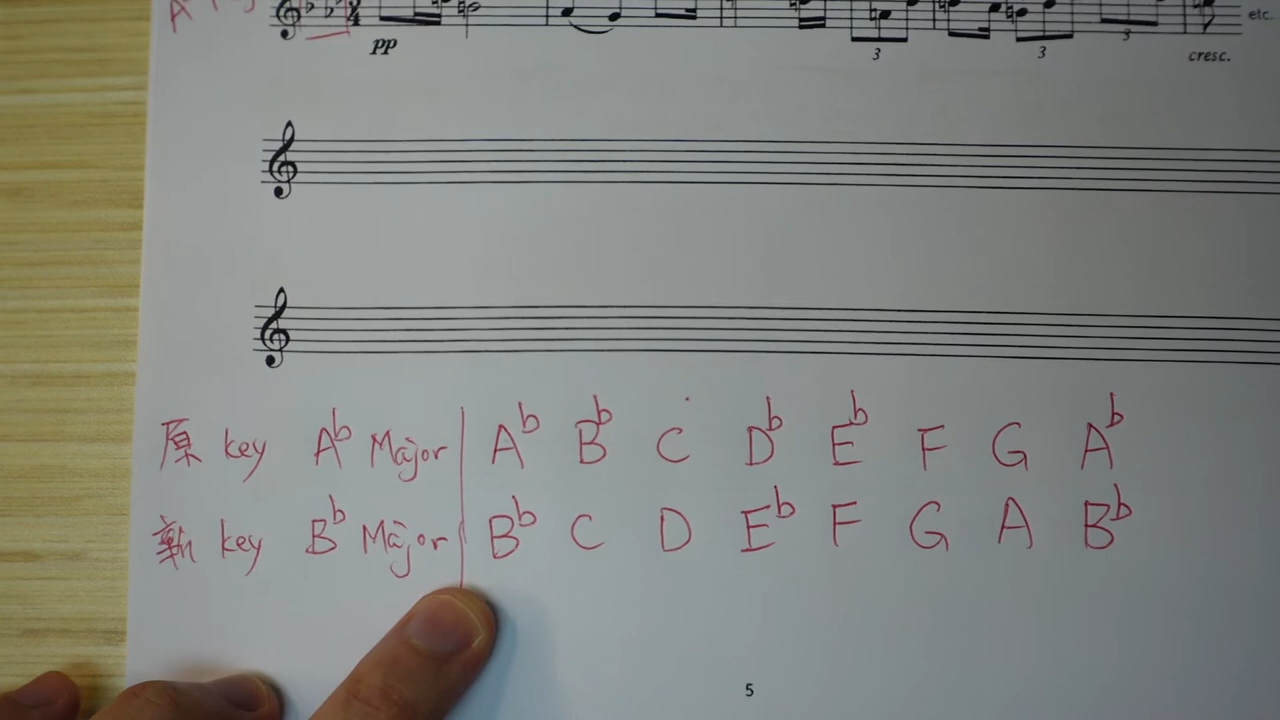 pp
etc.
3
3
3
cresc.
原 key A♭ Major | A♭ B♭ C D♭ E♭ F G A♭
新 key B♭ Major | B♭ C D E♭ F G A B♭
5